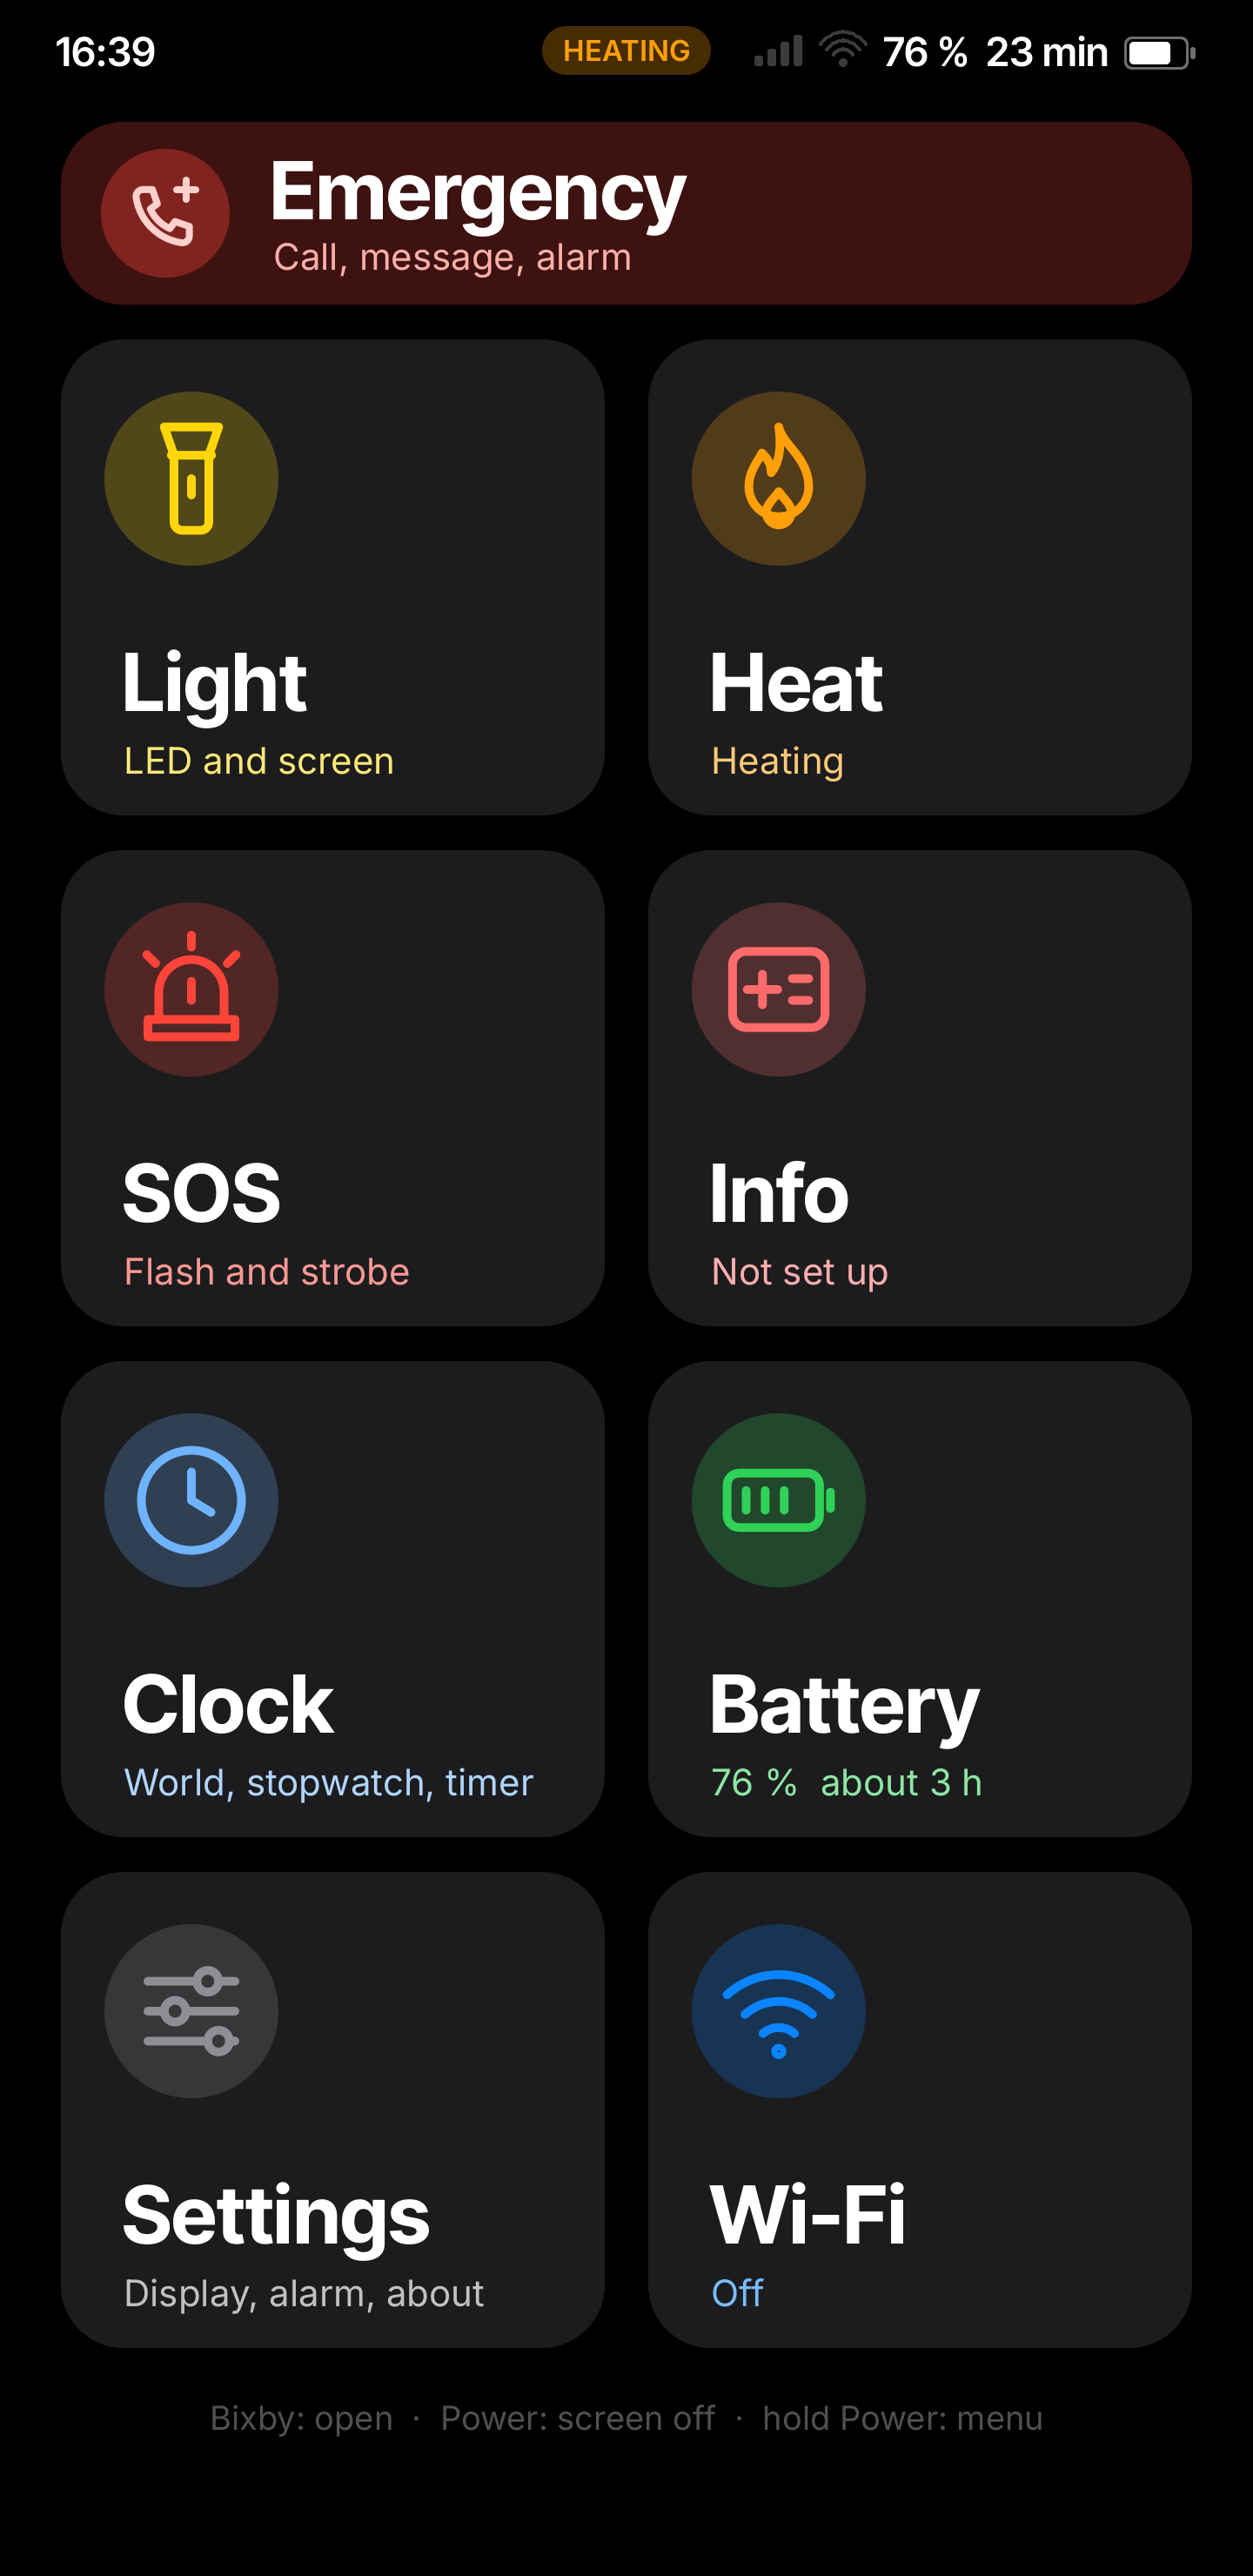 16:39 HEATING 76 % 23 min
Emergency
Call, message, alarm
Light
LED and screen
Heat
Heating
SOS
Flash and strobe
Info
Not set up
Clock
World, stopwatch, timer
Battery
76 % about 3 h
Settings
Display, alarm, about
Wi-Fi
Off
Bixby: open · Power: screen off · hold Power: menu